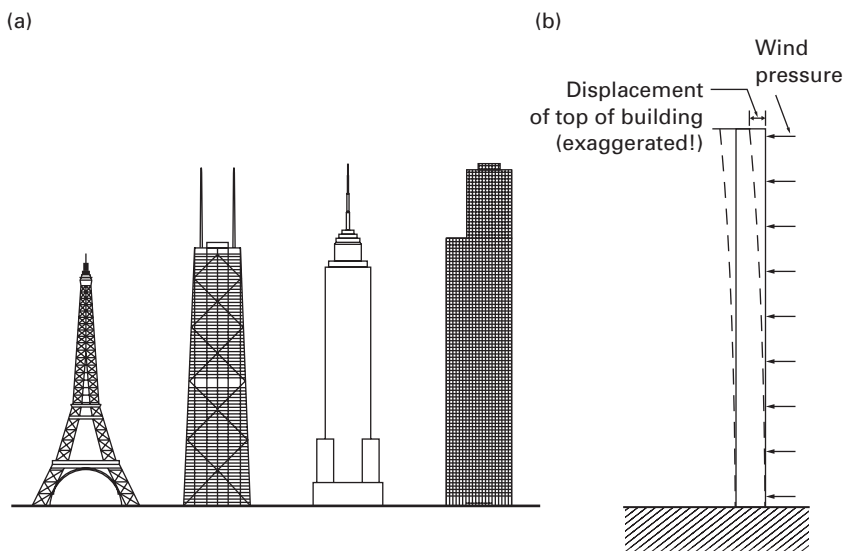 (a)
(b)
Wind
pressure
Displacement
of top of building
(exaggerated!)